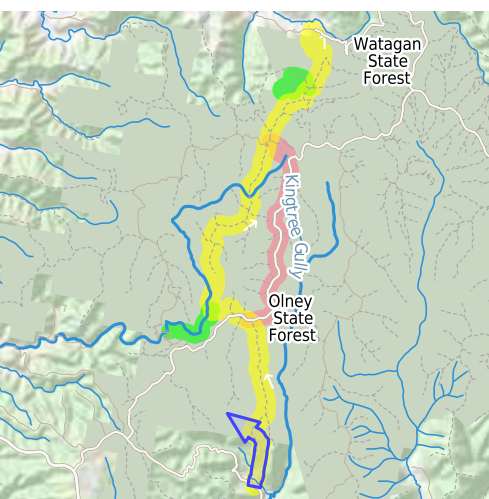 Watagan
State
Forest
Kingtree Gully
Olney
State
Forest